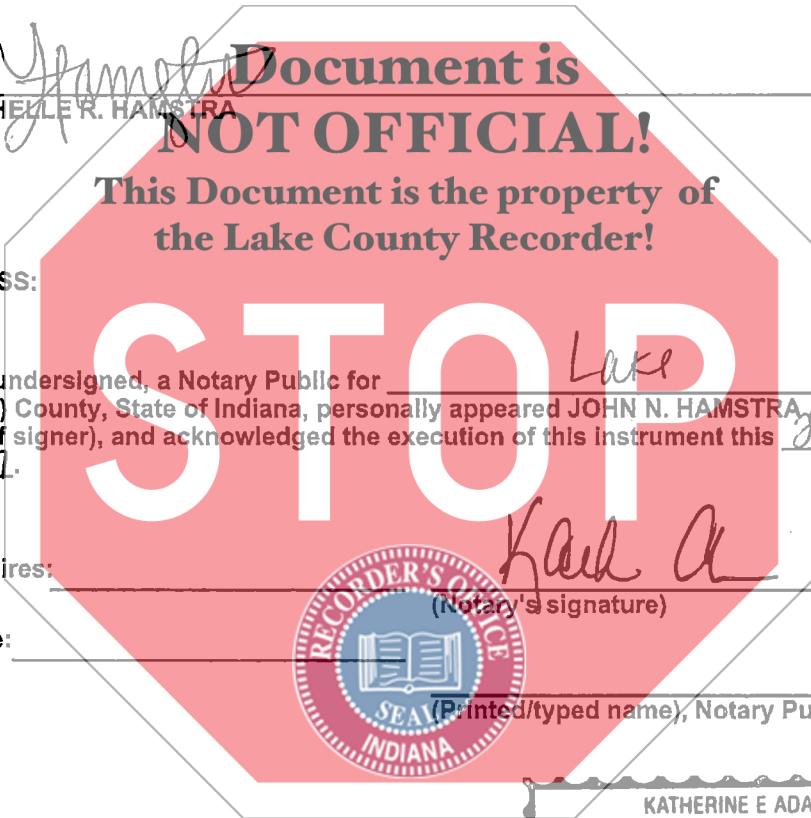 Hamstra
HELLE R. HAMSTRA
Document is
NOT OFFICIAL!
This Document is the property of
the Lake County Recorder!
SS:
STOP
undersigned, a Notary Public for Lake
County, State of Indiana, personally appeared JOHN N. HAMSTRA
signer), and acknowledged the execution of this instrument this
ires:
(Notary's signature)
e:
RECORDER'S OFFICE
SEAL
INDIANA
(Printed/typed name), Notary Pu
KATHERINE E ADA